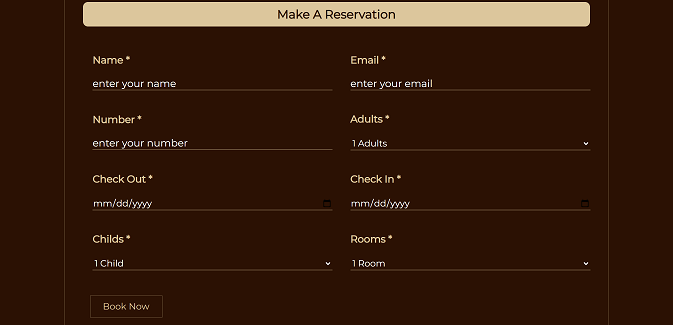 Make A Reservation
Name * Email *
enter your name enter your email
Number * Adults *
enter your number 1 Adults
Check Out * Check In *
mm/dd/yyyy mm/dd/yyyy
Childs * Rooms *
1 Child 1 Room
Book Now